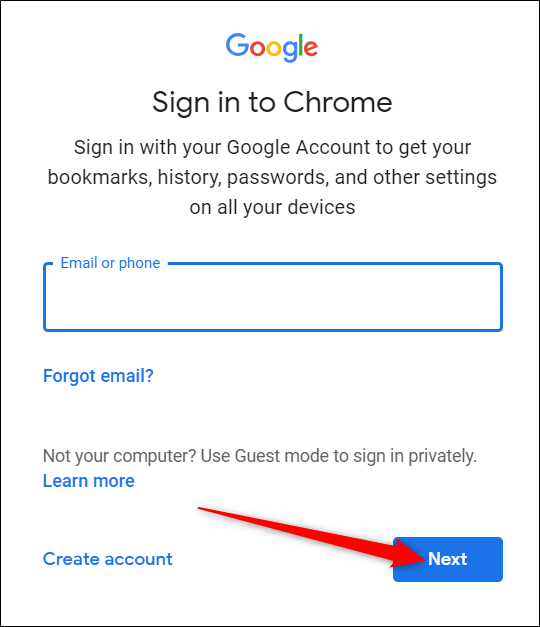 Google
Sign in to Chrome
Sign in with your Google Account to get your
bookmarks, history, passwords, and other settings
on all your devices
Email or phone
Forgot email?
Not your computer? Use Guest mode to sign in privately.
Learn more
Create account
Next